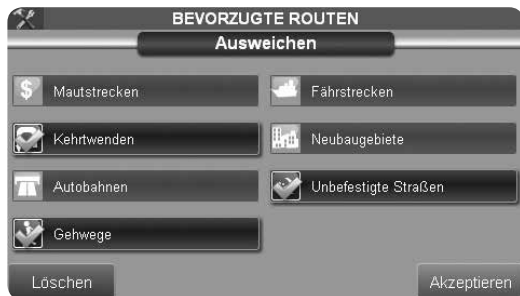 BEVORZUGTE ROUTEN
Ausweichen
$ Mautstrecken
Fährstrecken
Kehrtwenden
Neubaugebiete
Autobahnen
Unbefestigte Straßen
Gehwege
Löschen
Akzeptieren